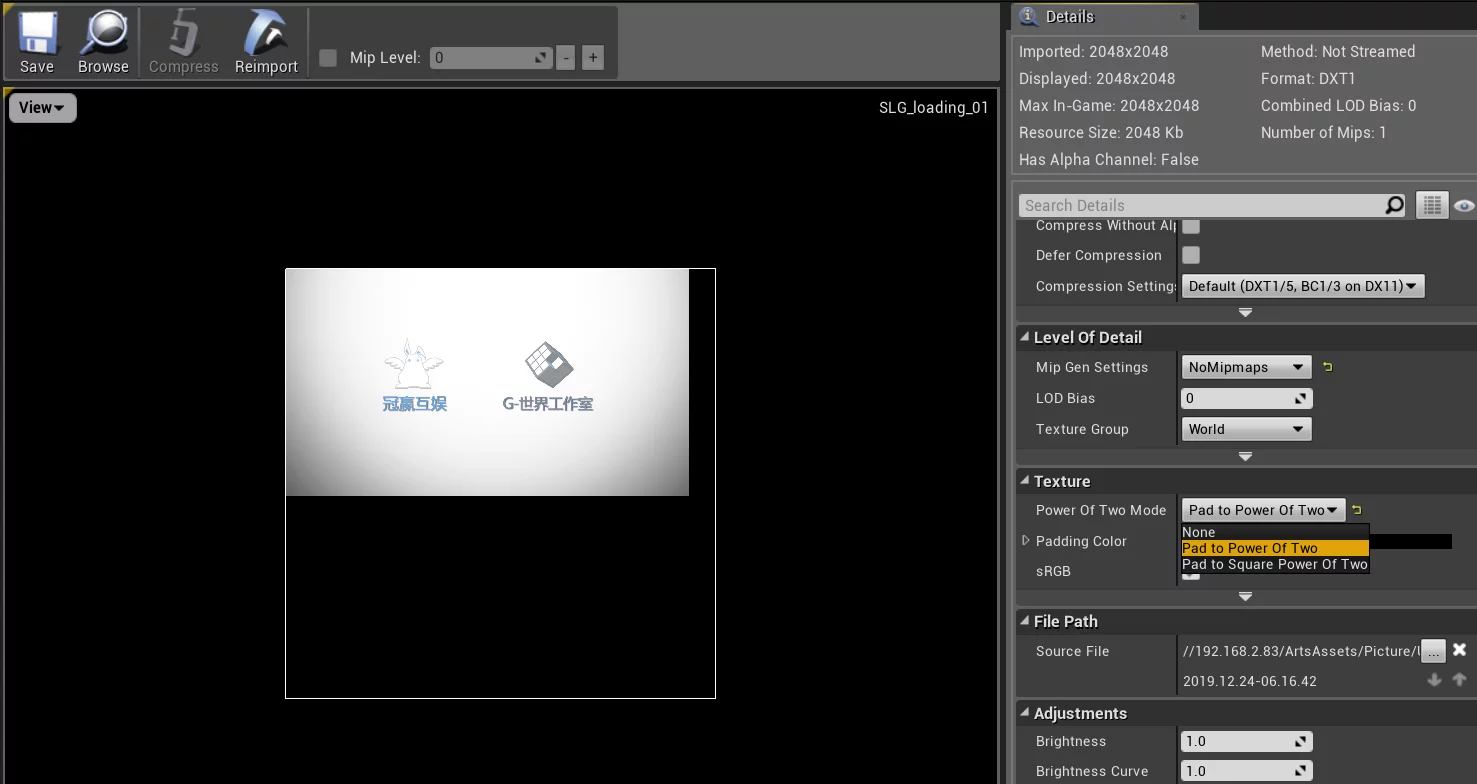 Save
Browse
Compress
Reimport
Mip Level:
0
-
+
View
SLG_loading_01
冠赢互娱
G-世界工作室
Details
Imported: 2048x2048
Method: Not Streamed
Displayed: 2048x2048
Format: DXT1
Max In-Game: 2048x2048
Combined LOD Bias: 0
Resource Size: 2048 Kb
Number of Mips: 1
Has Alpha Channel: False
Search Details
Compress Without Alp
Defer Compression
Compression Setting
Default (DXT1/5, BC1/3 on DX11)
Level Of Detail
Mip Gen Settings
NoMipmaps
LOD Bias
0
Texture Group
World
Texture
Power Of Two Mode
Pad to Power Of Two
None
Pad to Power Of Two
Pad to Square Power Of Two
Padding Color
sRGB
File Path
Source File
//192.168.2.83/ArtsAssets/Picture/
...
2019.12.24-06.16.42
Adjustments
Brightness
1.0
Brightness Curve
1.0